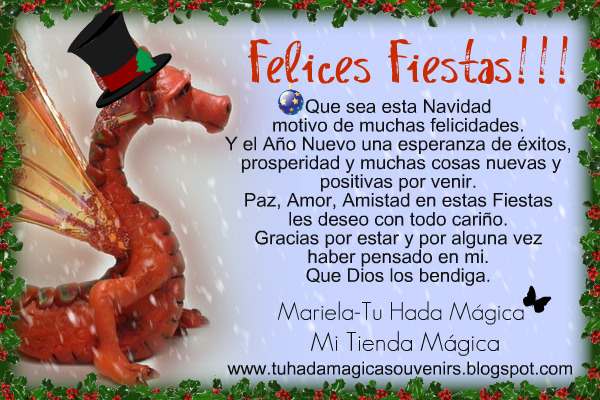 Felices Fiestas!!!
Que sea esta Navidad
motivo de muchas felicidades.
Y el Año Nuevo una esperanza de éxitos,
prosperidad y muchas cosas nuevas y
positivas por venir.
Paz, Amor, Amistad en estas Fiestas
les deseo con todo cariño.
Gracias por estar y por alguna vez
haber pensado en mi.
Que Dios los bendiga.
Mariela-Tu Hada Mágica
Mi Tienda Mágica
www.tuhadamagicasouvenirs.blogspot.com